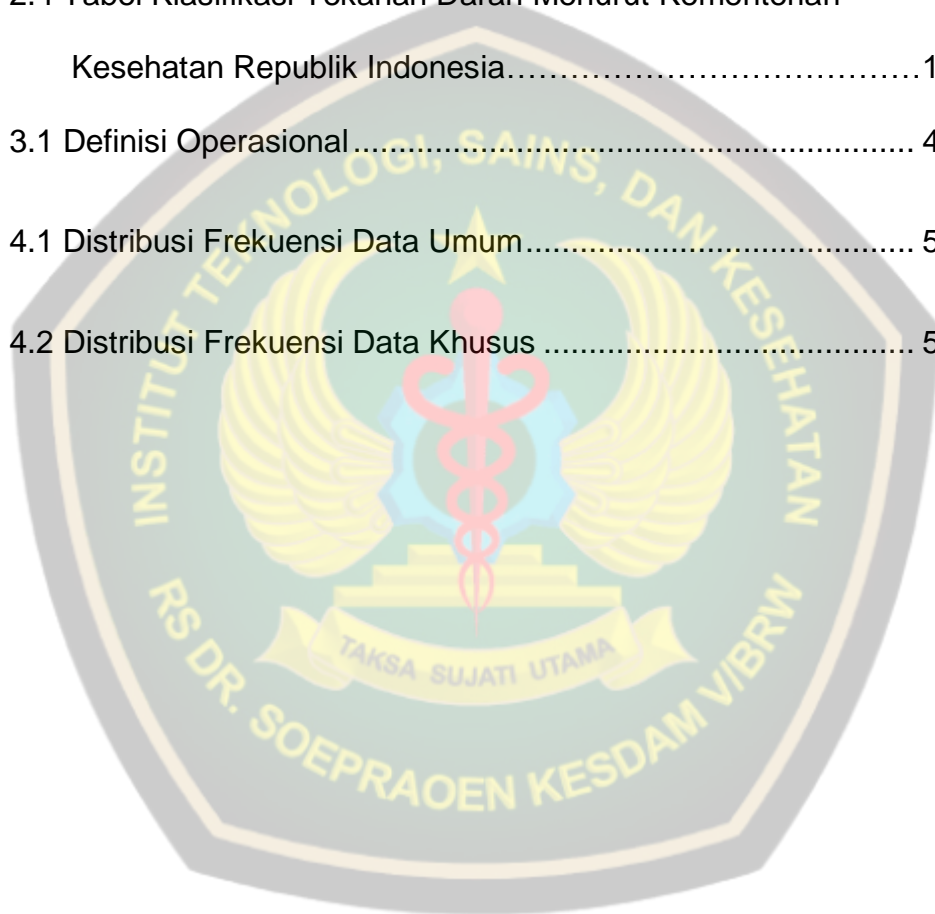 2.1 Tabel Klasifikasi Tekanan Darah Menurut Kementerian
Kesehatan Republik Indonesia……………………………………1
3.1 Definisi Operasional.................................................................... 4
4.1 Distribusi Frekuensi Data Umum............................................... 5
4.2 Distribusi Frekuensi Data Khusus ............................................. 5
INSTITUT TEKNOLOGI, SAINS, DAN KESEHATAN
TAKSA SUJATI UTAMA
RS DR. SOEPRAOEN KESDAM V/BRW